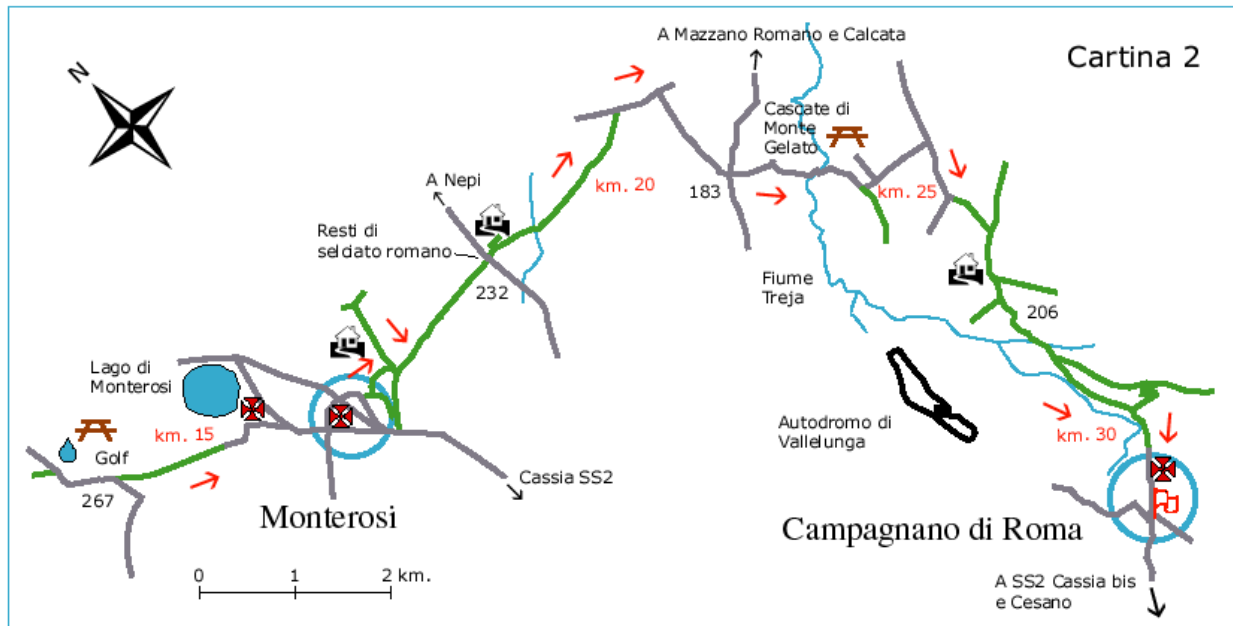 Cartina 2
N
A Mazzano Romano e Calcata
Cascate di
Monte
Gelato
km. 20
183
km. 25
A Nepi
Resti di
selciato romano
232
Fiume
Treja
206
Lago di
Monterosi
km. 15
Golf
267
Autodromo di
Vallelunga
km. 30
Cassia SS2
Monterosi
Campagnano di Roma
0 1 2 km.
A SS2 Cassia bis
e Cesano